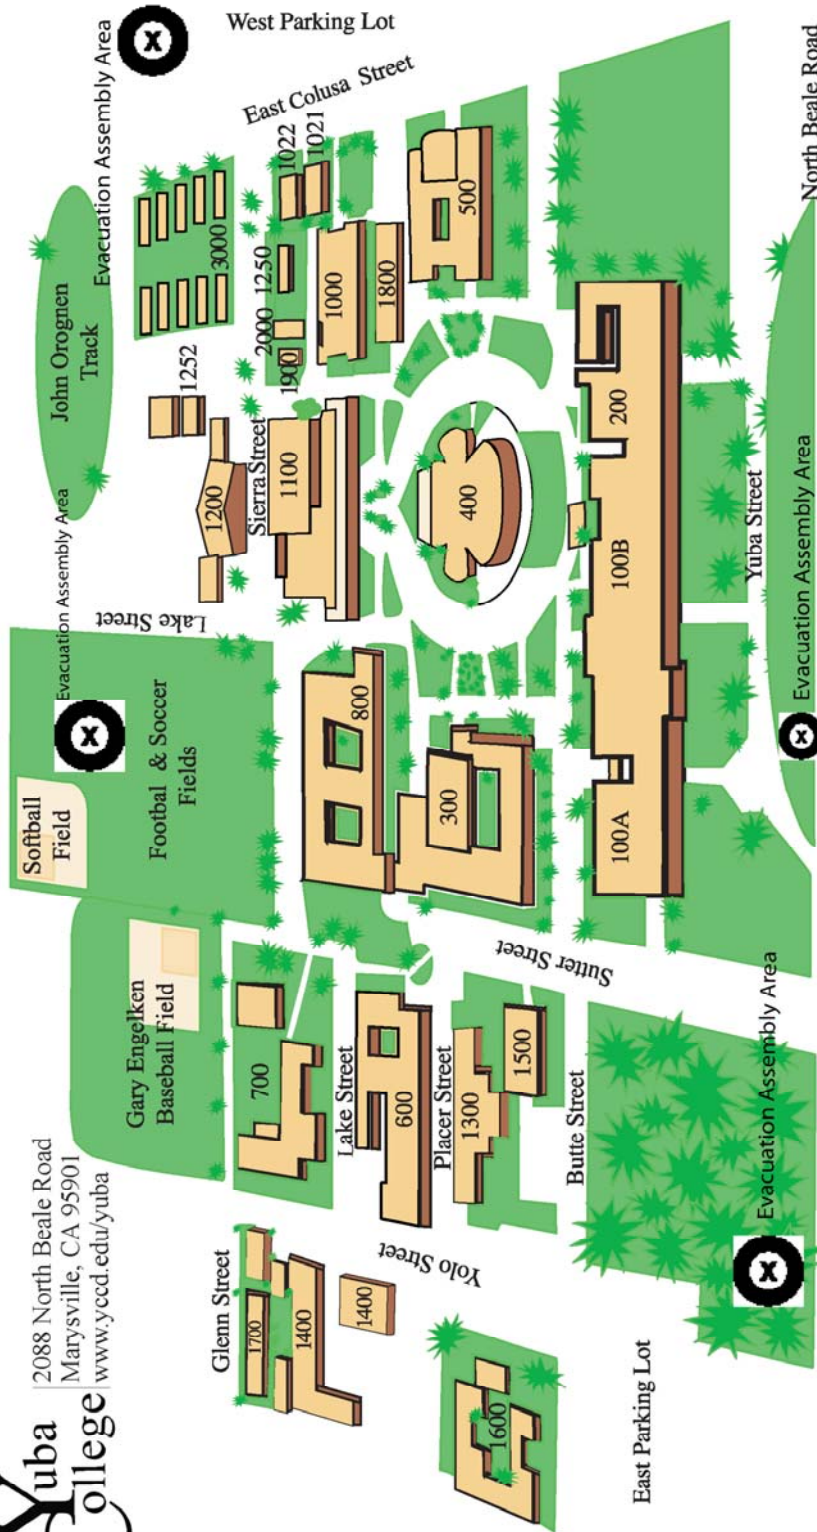 Yuba
College
2088 North Beale Road
Marysville, CA 95901
www.yccd.edu/yuba
Softball
Field
Evacuation Assembly Area
X
John Orognen
Track
Evacuation Assembly Area
X
West Parking Lot
Gary Engelken
Baseball Field
Footbal & Soccer
Fields
Lake Street
1252
3000
East Colusa Street
Glenn Street
1700
1400
1400
700
1200
Sierra Street
1100
1900
2000
1250
1022
1021
1000
1800
Lake Street
800
Yolo Street
600
Placer Street
1300
1500
300
400
500
Butte Street
Sutter Street
1600
100A
100B
200
East Parking Lot
Yuba Street
Evacuation Assembly Area
X
Evacuation Assembly Area
X
North Beale Road